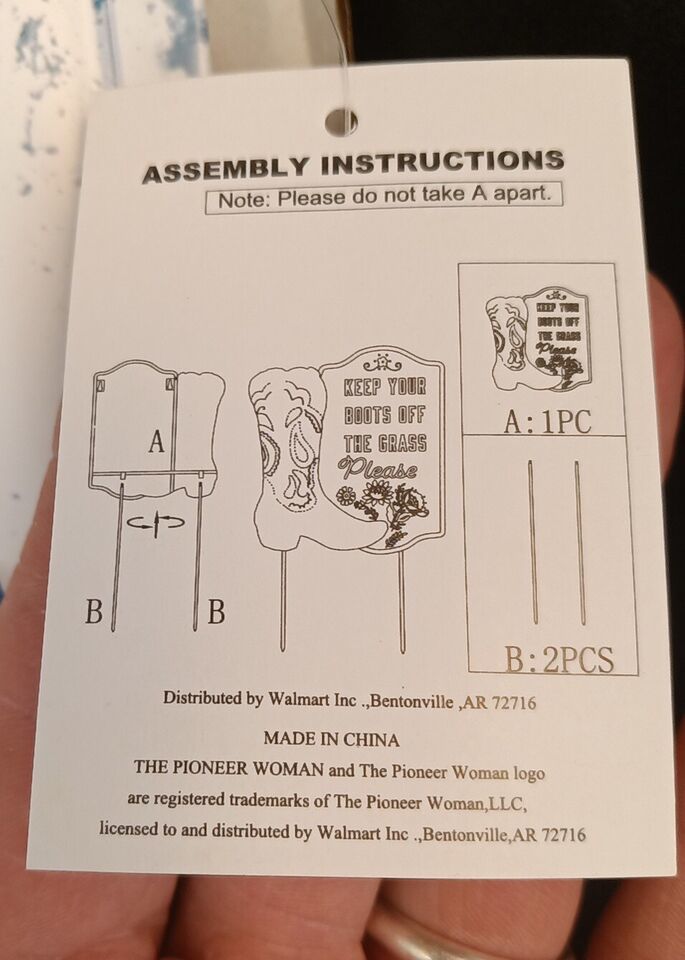 ASSEMBLY INSTRUCTIONS
Note: Please do not take A apart.
A
B
B
KEEP YOUR
BOOTS OFF
THE GRASS
Please
KEEP YOUR
BOOTS OFF
THE GRASS
Please
A:1PC
B:2PCS
Distributed by Walmart Inc .,Bentonville ,AR 72716
MADE IN CHINA
THE PIONEER WOMAN and The Pioneer Woman logo
are registered trademarks of The Pioneer Woman,LLC,
licensed to and distributed by Walmart Inc .,Bentonville,AR 72716